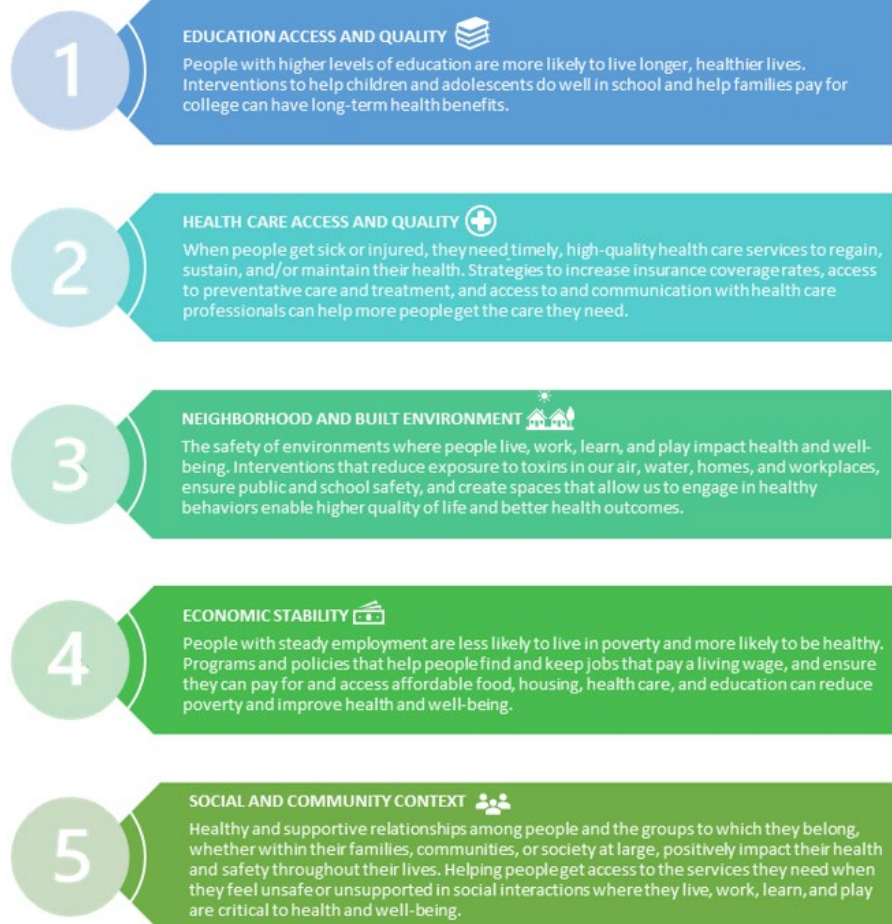 1
EDUCATION ACCESS AND QUALITY
People with higher levels of education are more likely to live longer, healthier lives.
Interventions to help children and adolescents do well in school and help families pay for
college can have long-term health benefits.
2
HEALTH CARE ACCESS AND QUALITY
When people get sick or injured, they need timely, high-quality health care services to regain,
sustain, and/or maintain their health. Strategies to increase insurance coverage rates, access
to preventative care and treatment, and access to and communication with health care
professionals can help more people get the care they need.
3
NEIGHBORHOOD AND BUILT ENVIRONMENT
The safety of environments where people live, work, learn, and play impact health and well-
being. Interventions that reduce exposure to toxins in our air, water, homes, and workplaces,
ensure public and school safety, and create spaces that allow us to engage in healthy
behaviors enable higher quality of life and better health outcomes.
4
ECONOMIC STABILITY
People with steady employment are less likely to live in poverty and more likely to be healthy.
Programs and policies that help people find and keep jobs that pay a living wage, and ensure
they can pay for and access affordable food, housing, health care, and education can reduce
poverty and improve health and well-being.
5
SOCIAL AND COMMUNITY CONTEXT
Healthy and supportive relationships among people and the groups to which they belong,
whether within their families, communities, or society at large, positively impact their health
and safety throughout their lives. Helping people get access to the services they need when
they feel unsafe or unsupported in social interactions where they live, work, learn, and play
are critical to health and well-being.